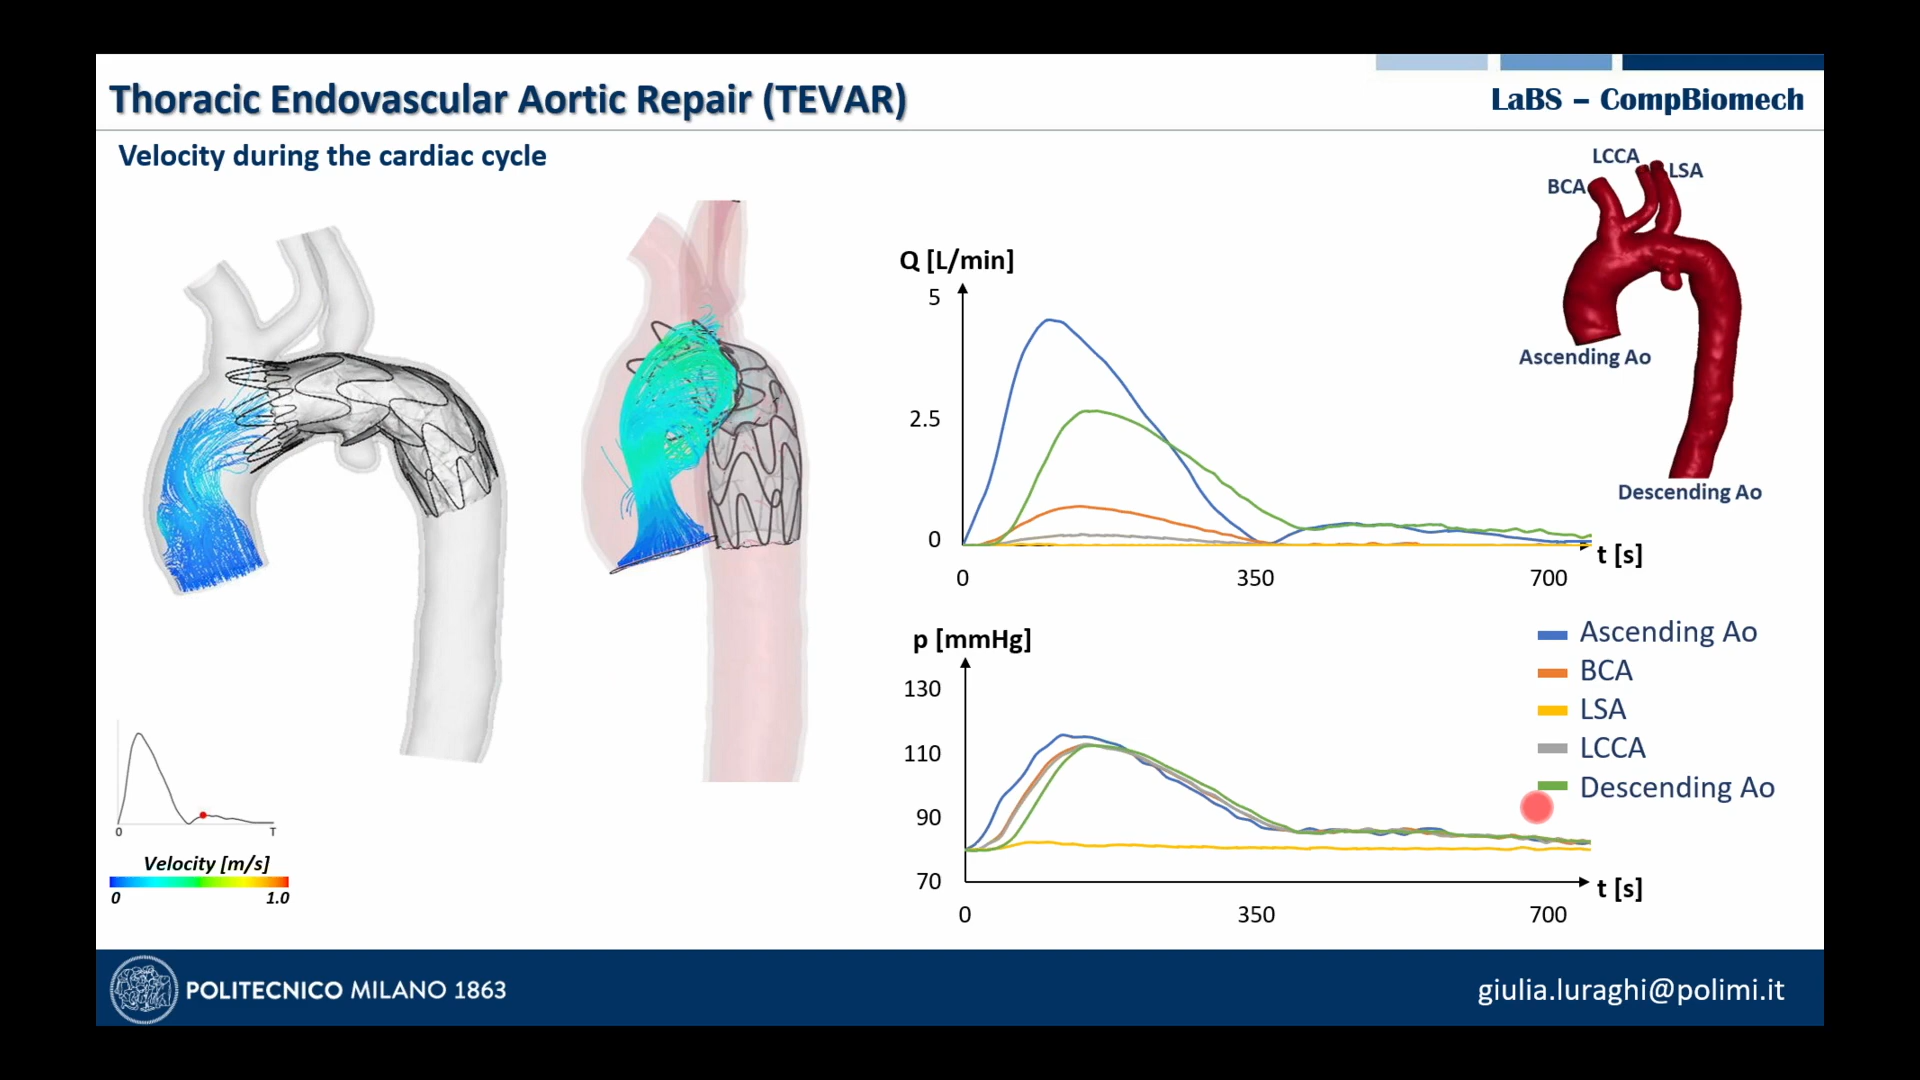 Thoracic Endovascular Aortic Repair (TEVAR)
LaBS – CompBiomech
Velocity during the cardiac cycle
LCCA
LSA
BCA
Ascending Ao
Descending Ao
Q [L/min]
5
2.5
0
t [s]
0 350 700
p [mmHg]
130
110
90
70
t [s]
0 350 700
Ascending Ao
BCA
LSA
LCCA
Descending Ao
0 T
Velocity [m/s]
0 1.0
POLITECNICO MILANO 1863
giulia.luraghi@polimi.it